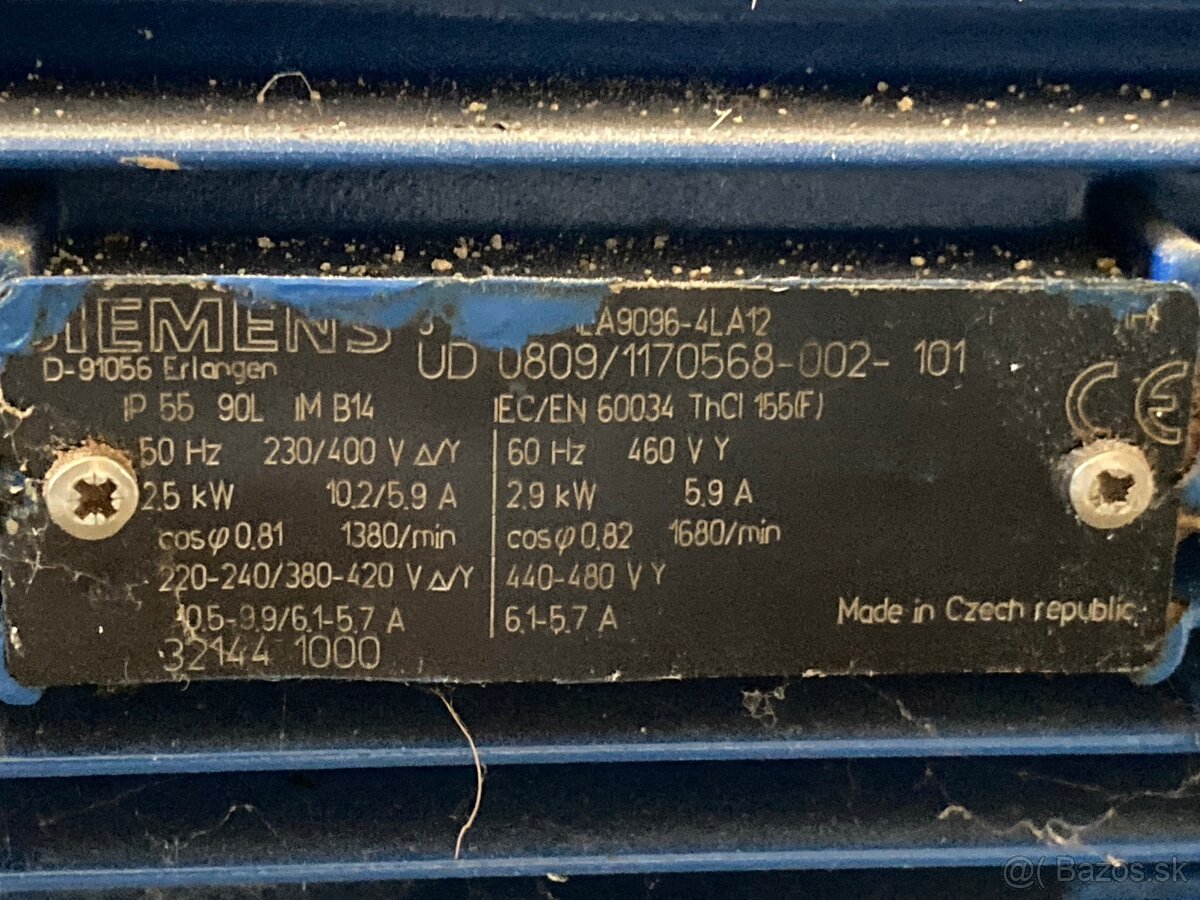 SIEMENS
D-91056 Erlangen
LA9096-4LA12
UD 0809/1170568-002-101
IP 55 90L IM B14
IEC/EN 60034 ThCl 155(F)
CE
50 Hz 230/400 V Δ/Y
2.5 kW 10.2/5.9 A
cosφ 0.81 1380/min
220-240/380-420 V Δ/Y
10.5-9.9/6.1-5.7 A
32144 1000
60 Hz 460 V Y
2.9 kW 5.9 A
cosφ 0.82 1680/min
440-480 V Y
6.1-5.7 A
Made in Czech republic
@( Bazos.sk